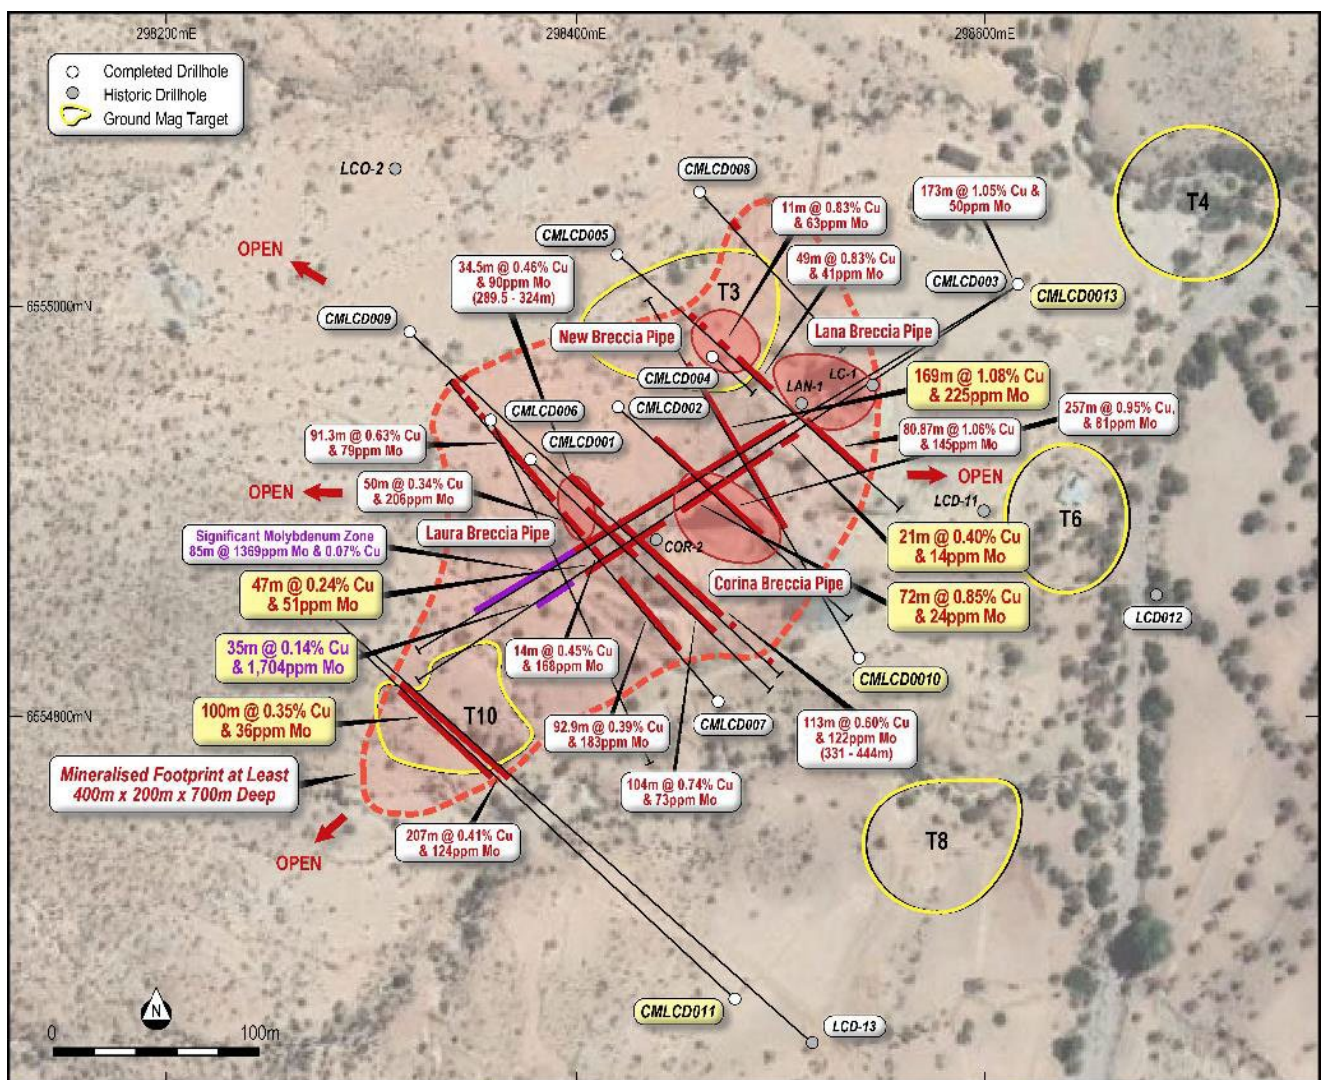 298200mE
298400mE
298600mE
Completed Drillhole
Historic Drillhole
Ground Mag Target
LCO-2
CMLCD008
173m @ 1.05% Cu &
50ppm Mo
T4
11m @ 0.83% Cu
& 63ppm Mo
CMLCD005
OPEN
34.5m @ 0.46% Cu
& 90ppm Mo
(289.5 - 324m)
49m @ 0.83% Cu
& 41ppm Mo
CMLCD003
CMLCD0013
T3
6555000mN
CMLCD009
New Breccia Pipe
Lana Breccia Pipe
CMLCD004
LC-1
LAN-1
169m @ 1.08% Cu
& 225ppm Mo
CMLCD006
CMLCD002
257m @ 0.95% Cu,
& 81ppm Mo
91.3m @ 0.63% Cu
& 79ppm Mo
CMLCD001
80.87m @ 1.06% Cu
& 145ppm Mo
OPEN
50m @ 0.34% Cu
& 206ppm Mo
OPEN
LCD-11
T6
Laura Breccia Pipe
Significant Molybdenum Zone
85m @ 1369ppm Mo & 0.07% Cu
COR-2
21m @ 0.40% Cu
& 14ppm Mo
47m @ 0.24% Cu
& 51ppm Mo
Corina Breccia Pipe
72m @ 0.85% Cu
& 24ppm Mo
LCD012
35m @ 0.14% Cu
& 1,704ppm Mo
14m @ 0.45% Cu
& 168ppm Mo
CMLCD0010
6554800mN
100m @ 0.35% Cu
& 36ppm Mo
T10
CMLCD007
92.9m @ 0.39% Cu
& 183ppm Mo
113m @ 0.60% Cu
& 122ppm Mo
(331 - 444m)
Mineralised Footprint at Least
400m x 200m x 700m Deep
104m @ 0.74% Cu
& 73ppm Mo
T8
OPEN
207m @ 0.41% Cu
& 124ppm Mo
CMLCD011
LCD-13
N
0
100m